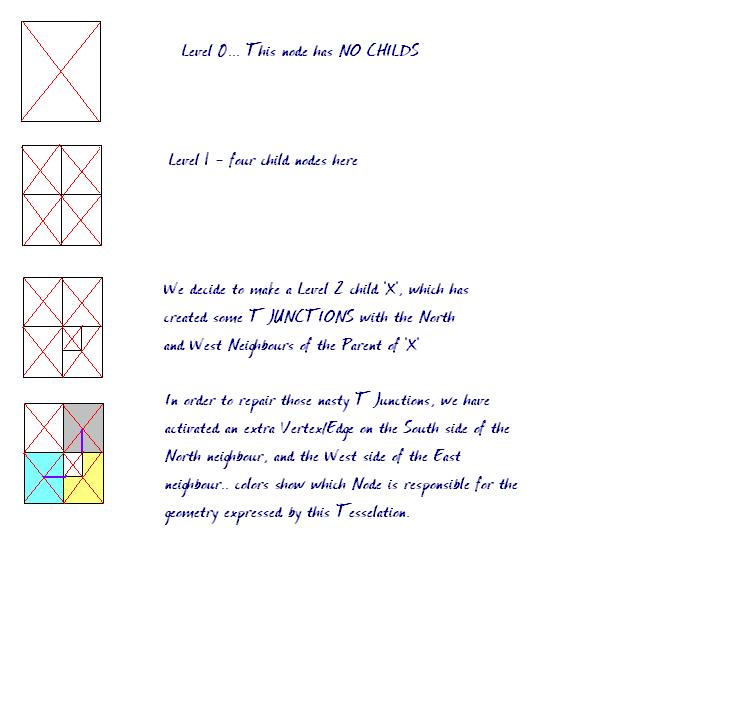 Level 0... This node has NO CHILDS
Level 1 - four child nodes here
We decide to make a Level 2 child 'X', which has
created some T JUNCTIONS with the North
and West Neighbours of the Parent of 'X'
In order to repair those nasty T Junctions, we have
activated an extra Vertex/Edge on the South side of the
North neighbour, and the West side of the East
neighbour.. colors show which Node is responsible for the
geometry expressed by this Tesselation.